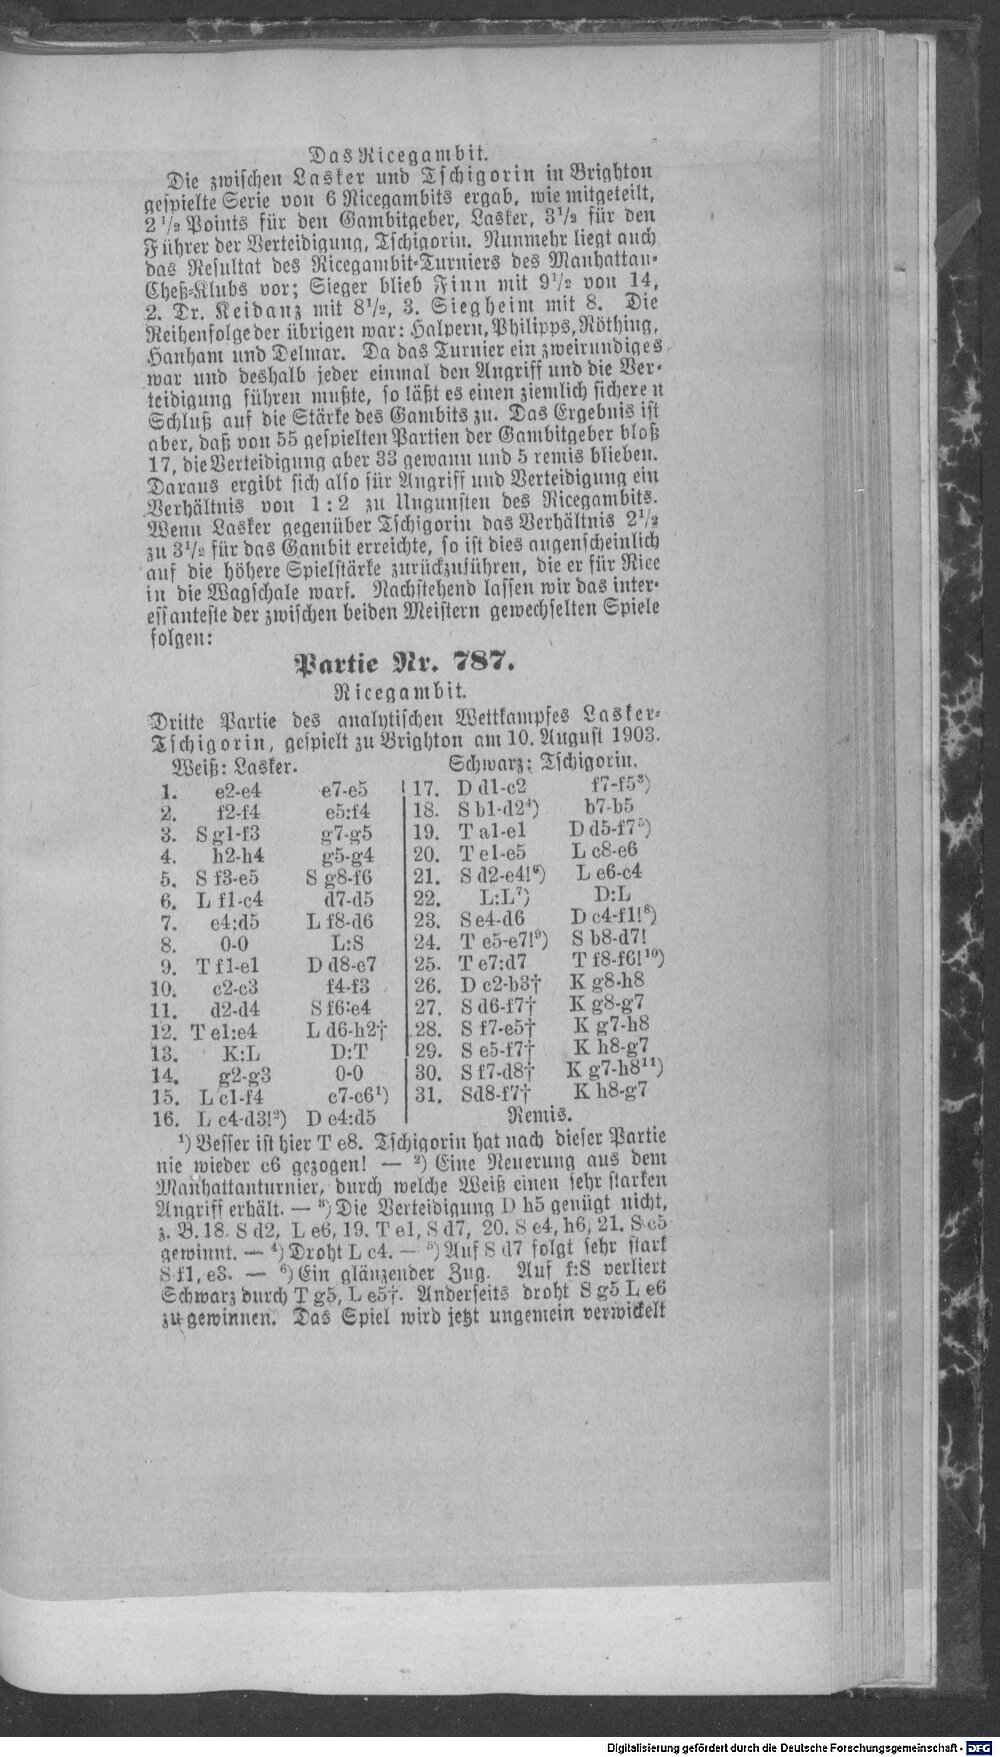 Das Ricegambit.
Die zwischen Lasker und Tschigorin in Brighton
gespielte Serie von 6 Ricegambits ergab, wie mitgeteilt,
2 1/2 Points für den Gambitgeber, Lasker, 3 1/2 für den
Führer der Verteidigung, Tschigorin. Nunmehr liegt auch
das Resultat des Ricegambit-Turniers des Manhattan-
Cheß-Klubs vor; Sieger blieb Finn mit 9 1/2 von 14,
2. Dr. Keidanz mit 8 1/2, 3. Siegheim mit 8. Die
Reihenfolge der übrigen war: Halpern, Philipps, Röthing,
Hanham und Delmar. Da das Turnier ein zweirundiges
war und deshalb jeder einmal den Angriff und die Ver-
teidigung führen mußte, so läßt es einen ziemlich sicheren
Schluß auf die Stärke des Gambits zu. Das Ergebnis ist
aber, daß von 55 gespielten Partien der Gambitgeber bloß
17, die Verteidigung aber 33 gewann und 5 remis blieben.
Daraus ergibt sich also für Angriff und Verteidigung ein
Verhältnis von 1 : 2 zu Ungunsten des Ricegambits.
Wenn Lasker gegenüber Tschigorin das Verhältnis 2 1/2
zu 3 1/2 für das Gambit erreichte, so ist dies augenscheinlich
auf die höhere Spielstärke zurückzuführen, die er für Rice
in die Wagschale warf. Nachstehend lassen wir das inter-
essanteste der zwischen beiden Meistern gewechselten Spiele
folgen:
Partie Nr. 787.
Ricegambit.
Dritte Partie des analytischen Wettkampfes Lasker-
Tschigorin, gespielt zu Brighton am 10. August 1903.
Weiß: Lasker. Schwarz: Tschigorin.
1. e2-e4 e7-e5
2. f2-f4 e5:f4
3. S g1-f3 g7-g5
4. h2-h4 g5-g4
5. S f3-e5 S g8-f6
6. L f1-c4 d7-d5
7. e4:d5 L f8-d6
8. 0-0 L:S
9. T f1-e1 D d8-e7
10. c2-c3 f4-f3
11. d2-d4 S f6:e4
12. T e1:e4 L d6-h2†
13. K:L D:T
14. g2-g3 0-0
15. L c1-f4 c7-c6¹)
16. L c4-d3!²) D e4:d5
17. D d1-c2 f7-f5³)
18. S b1-d2⁴) b7-b5
19. T a1-e1 D d5-f7⁵)
20. T e1-e5 L c8-e6
21. S d2-e4!⁶) L e6-c4
22. L:L⁷) D:L
23. S e4-d6 D c4-f1!⁸)
24. T e5-e7!⁹) S b8-d7!
25. T e7:d7 T f8-f6!¹⁰)
26. D c2-b3† K g8-h8
27. S d6-f7† K g8-g7
28. S f7-e5† K g7-h8
29. S e5-f7† K h8-g7
30. S f7-d8† K g7-h8¹¹)
31. Sd8-f7† K h8-g7
Remis.
¹) Besser ist hier T e8. Tschigorin hat nach dieser Partie
nie wieder c6 gezogen! — ²) Eine Neuerung aus dem
Manhattanturnier, durch welche Weiß einen sehr starken
Angriff erhält. — ³) Die Verteidigung D h5 genügt nicht,
z. B. 18. S d2, L e6, 19. T e1, S d7, 20. S e4, h6, 21. S c5
gewinnt. — ⁴) Droht L c4. — ⁵) Auf S d7 folgt sehr stark
S f1, e3. — ⁶) Ein glänzender Zug. Auf f:S verliert
Schwarz durch T g5, L e5†. Anderseits droht S g5 L e6
zu gewinnen. Das Spiel wird jetzt ungemein verwickelt
Digitalisierung gefördert durch die Deutsche Forschungsgemeinschaft - DFG